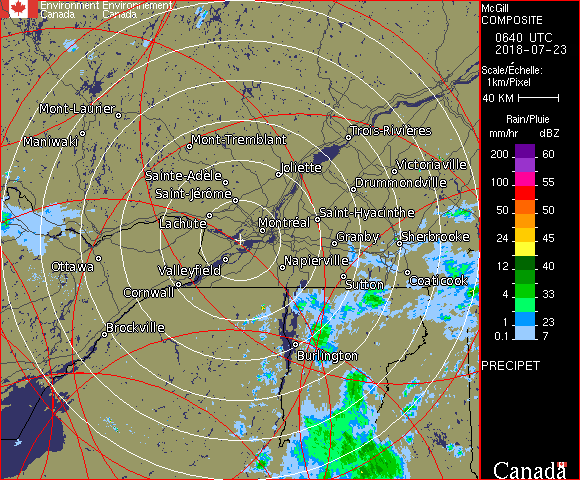 Environment Environnement
Canada Canada
McGill
COMPOSITE
0640 UTC
2018-07-23
Scale/Échelle:
1km/Pixel
40 KM
Rain/Pluie
mm/hr dBZ
200 60
55
100 55
50 50
24 45
12 40
4 33
1 23
0.1 7
PRECIPET
Canada
Mont-Laurier
Maniwaki
Mont-Tremblant
Trois-Rivières
Joliette
Victoriaville
Sainte-Adèle
Drummondville
Saint-Jérôme
Saint-Hyacinthe
Lachute
Montréal
Granby
Sherbrooke
Ottawa
Valleyfield
Napierville
Sutton
Coaticook
Cornwall
Brockville
Burlington